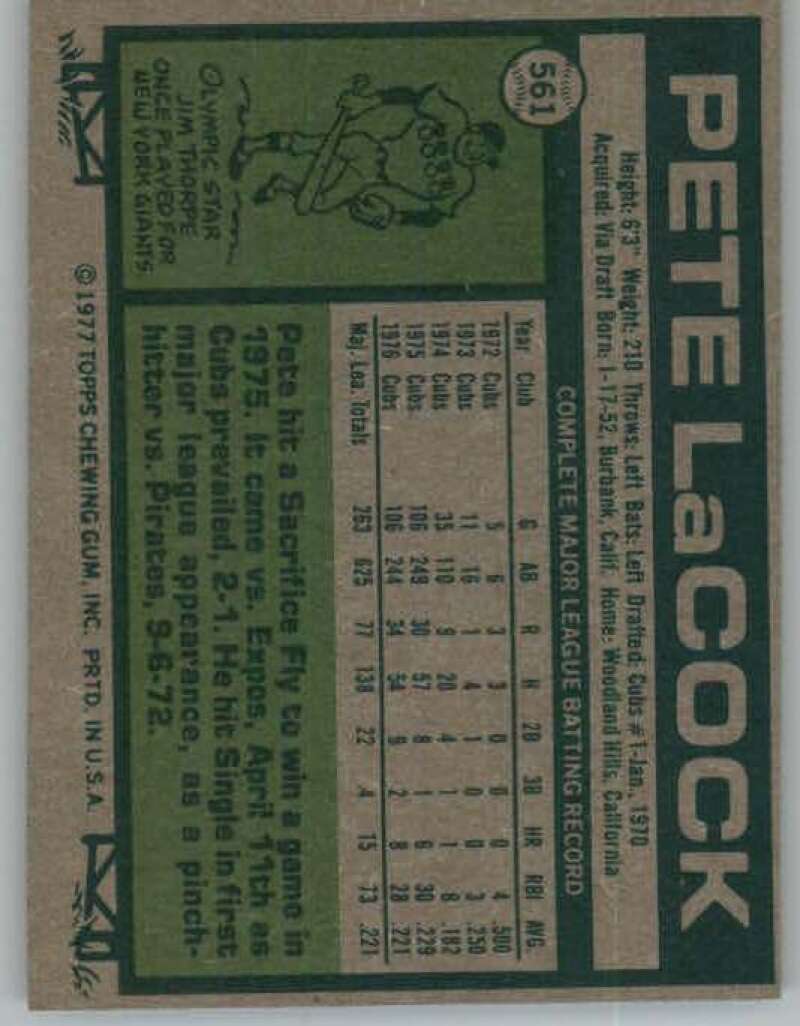 561
PETE LaCOCK
Height: 6'3" Weight: 210 Throws: Left Bats: Left Drafted: Cubs #1-Jan., 1970
Acquired: Via Draft Born: 1-17-52, Burbank, Calif. Home: Woodland Hills, California
COMPLETE MAJOR LEAGUE BATTING RECORD
Year Club G AB R H 2B 3B HR RBI AVG.
1972 Cubs 5 6 3 3 0 0 0 4 .500
1973 Cubs 11 16 1 4 1 0 0 3 .250
1974 Cubs 35 110 9 20 4 1 1 8 .182
1975 Cubs 106 249 30 57 8 1 6 30 .229
1976 Cubs 106 244 34 54 9 2 8 28 .221
Maj. Lea. Totals 263 625 77 138 22 4 15 73 .221
OLYMPIC STAR
JIM THORPE
ONCE PLAYED FOR
NEW YORK GIANTS
Pete hit a Sacrifice Fly to win a game in
1975. It came vs. Expos, April 11th as
Cubs prevailed, 2-1. He hit Single in first
major league appearance, as a pinch-
hitter vs. Pirates, 9-6-72.
©1977 TOPPS CHEWING GUM, INC. PRTD. IN U.S.A.